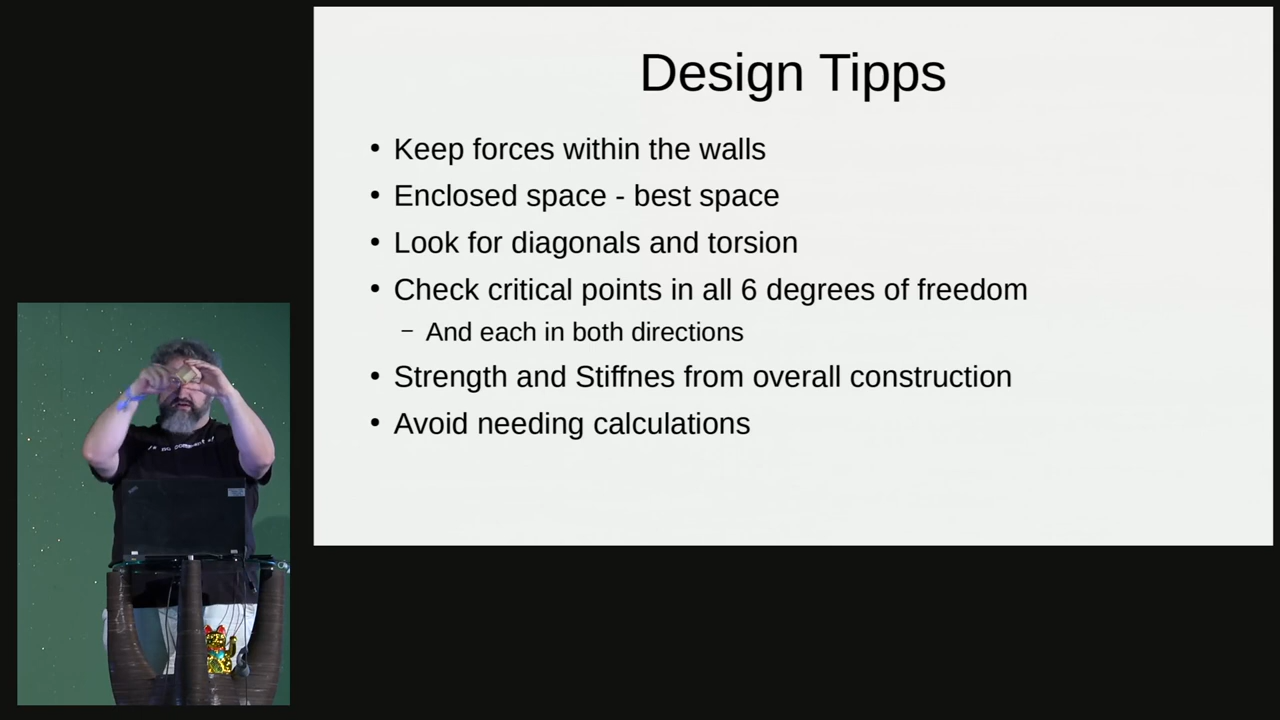 Design Tipps
• Keep forces within the walls
• Enclosed space - best space
• Look for diagonals and torsion
• Check critical points in all 6 degrees of freedom
– And each in both directions
• Strength and Stiffnes from overall construction
• Avoid needing calculations